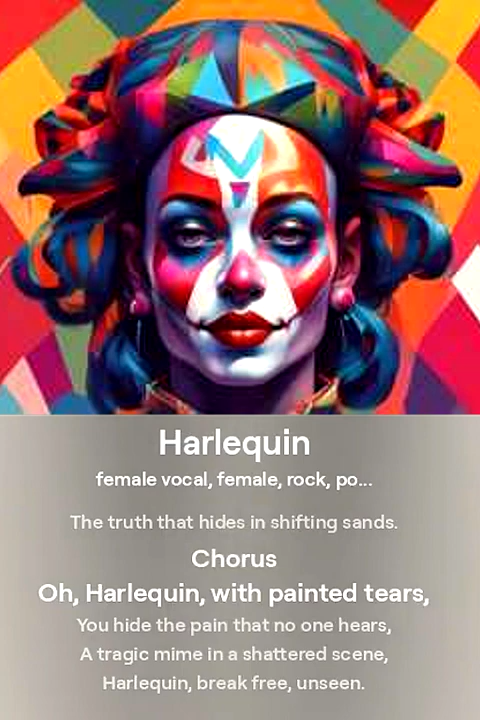 Harlequin
female vocal, female, rock, po...
The truth that hides in shifting sands.
Chorus
Oh, Harlequin, with painted tears,
You hide the pain that no one hears,
A tragic mime in a shattered scene,
Harlequin, break free, unseen.